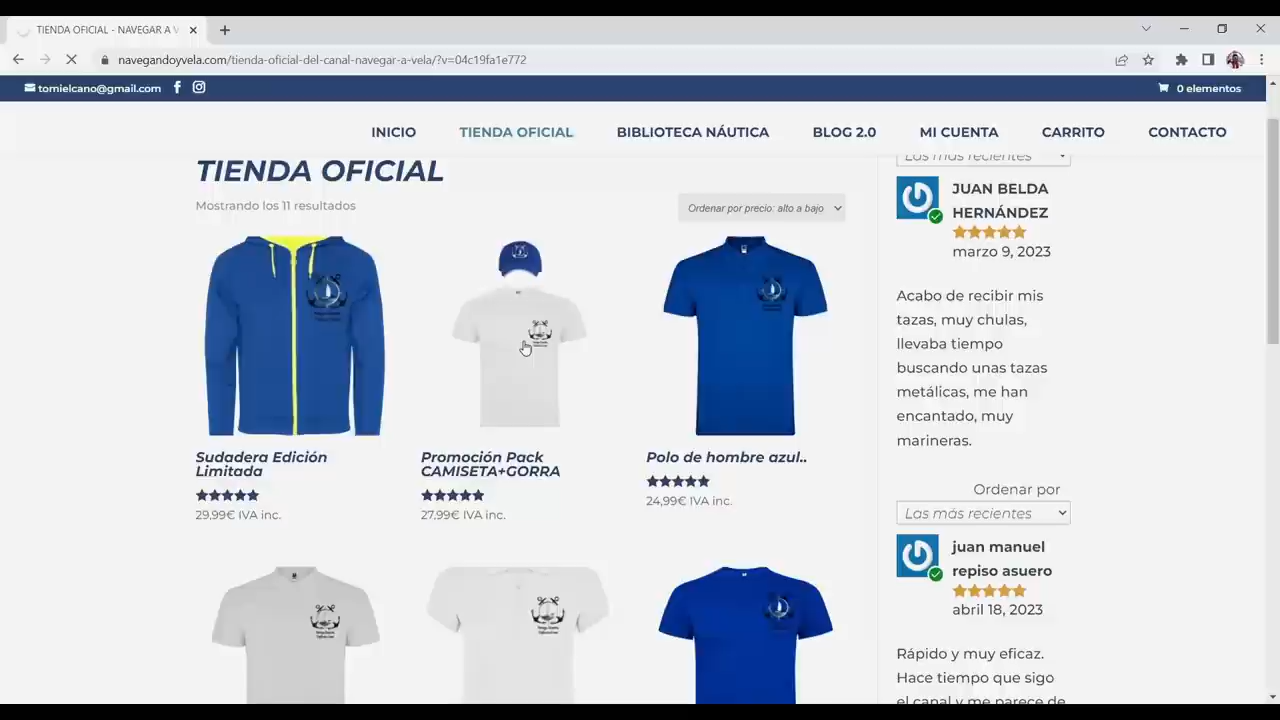 TIENDA OFICIAL - NAVEGAR A V
navegandoyvela.com/tienda-oficial-del-canal-navegar-a-vela/?v=04c19fa1e772
tomielcano@gmail.com
0 elementos
INICIO
TIENDA OFICIAL
BIBLIOTECA NÁUTICA
BLOG 2.0
MI CUENTA
CARRITO
CONTACTO
TIENDA OFICIAL
Mostrando los 11 resultados
Ordenar por precio: alto a bajo
Sudadera Edición
Limitada
29,99€ IVA inc.
Promoción Pack
CAMISETA+GORRA
27,99€ IVA inc.
Polo de hombre azul..
24,99€ IVA inc.
Las más recientes
JUAN BELDA
HERNÁNDEZ
marzo 9, 2023
Acabo de recibir mis
tazas, muy chulas,
llevaba tiempo
buscando unas tazas
metálicas, me han
encantado, muy
marineras.
Ordenar por
Las más recientes
juan manuel
repiso asuero
abril 18, 2023
Rápido y muy eficaz.
Hace tiempo que sigo
el canal y me parece de